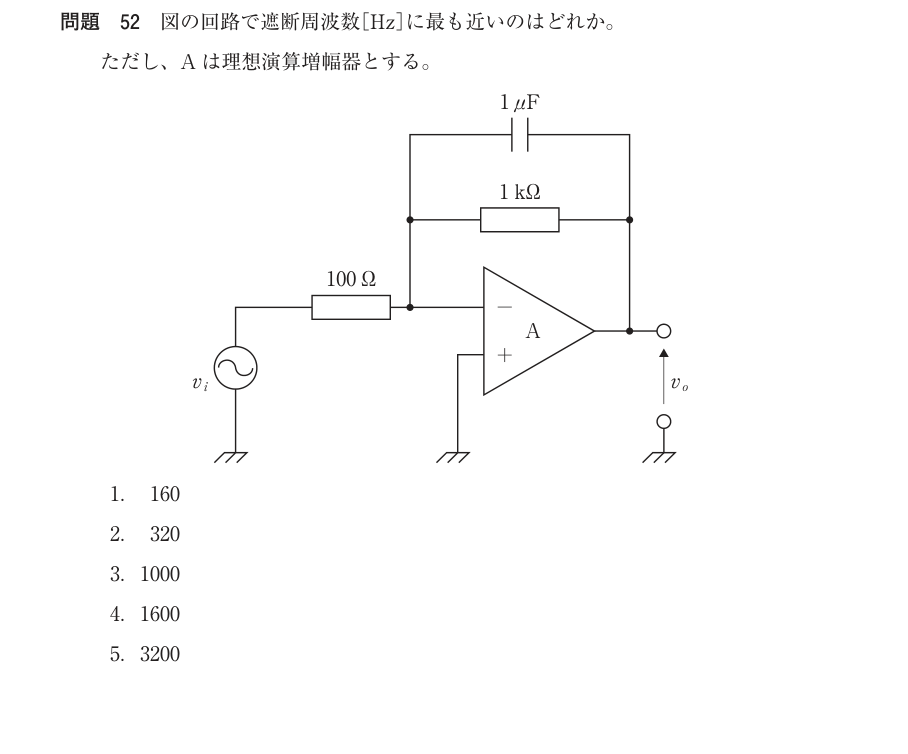 問題 52 図の回路で遮断周波数[Hz]に最も近いのはどれか。
ただし、A は理想演算増幅器とする。
1 μF
1 kΩ
100 Ω
−
A
+
vi
vo
1. 160
2. 320
3. 1000
4. 1600
5. 3200